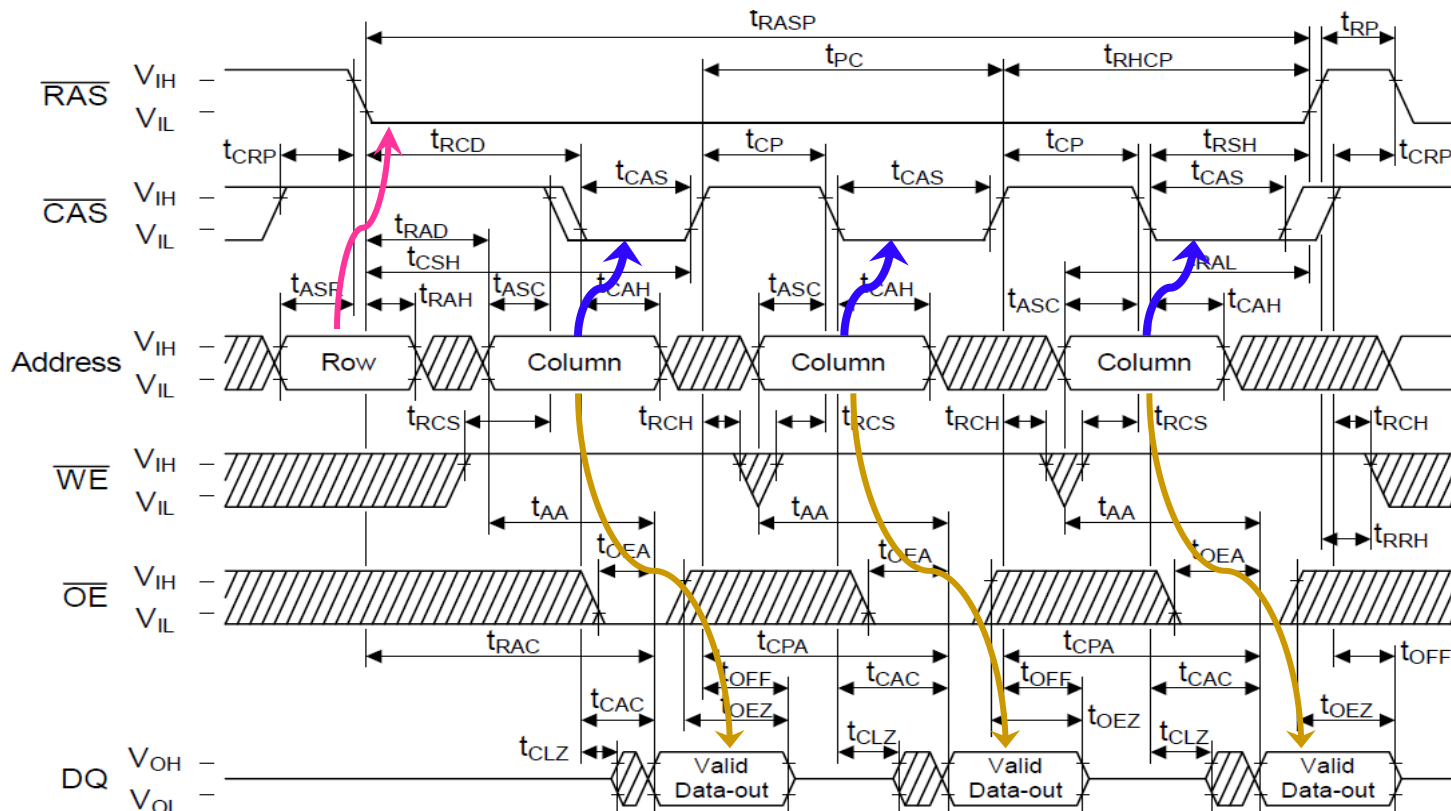 tRASP
tRP
tPC
tRHCP
RAS
VIH
VIL
tCRP
tRCD
tCP
tCP
tRSH
tCRP
tCAS
tCAS
tCAS
CAS
VIH
VIL
tRAD
tCSH
tRAL
tASR
tRAH
tASC
tCAH
tASC
tCAH
tASC
tCAH
Address
VIH
VIL
Row
Column
Column
Column
tRCS
tRCH
tRCS
tRCH
tRCS
tRCH
WE
VIH
VIL
tAA
tAA
tAA
tRRH
tOEA
tOEA
tOEA
OE
VIH
VIL
tRAC
tCPA
tCPA
tOFF
tOFF
tOFF
tCAC
tCAC
tCAC
tOEZ
tOEZ
tOEZ
tCLZ
tCLZ
tCLZ
DQ
VOH
VOL
Valid
Data-out
Valid
Data-out
Valid
Data-out